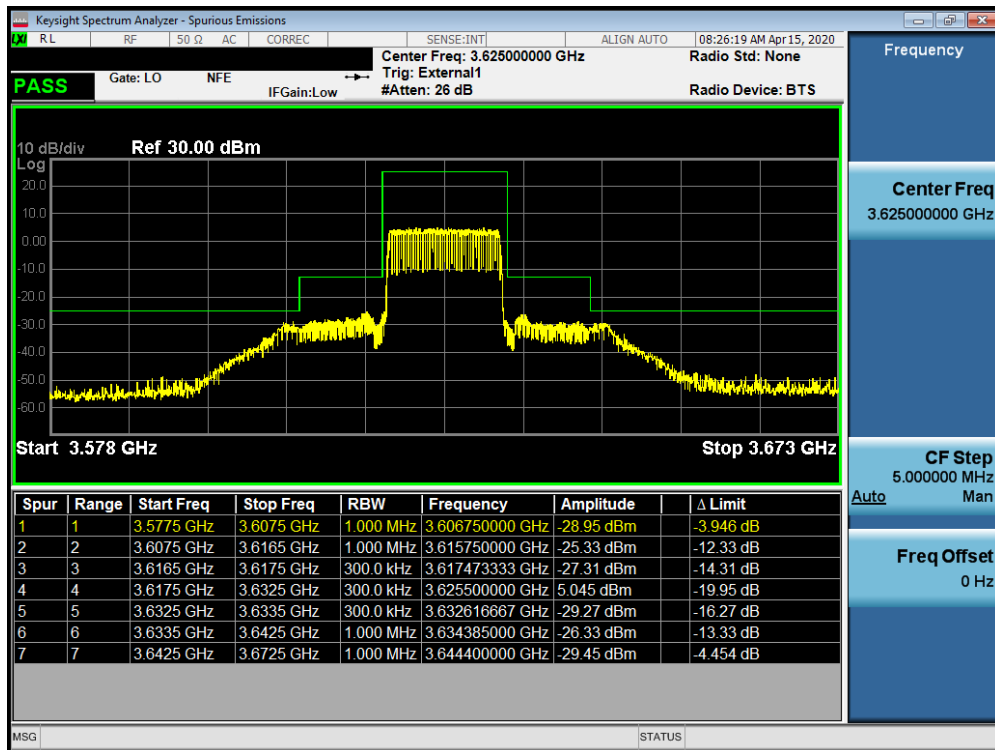 Keysight Spectrum Analyzer - Spurious Emissions
LXI RL RF 50 Ω AC CORREC SENSE:INT ALIGN AUTO 08:26:19 AM Apr 15, 2020
Frequency
Center Freq: 3.625000000 GHz Radio Std: None
PASS Gate: LO NFE Trig: External1
IFGain:Low #Atten: 26 dB Radio Device: BTS
10 dB/div Ref 30.00 dBm
Log
20.0
10.0
0.00
-10.0
-20.0
-30.0
-40.0
-50.0
-60.0
Start 3.578 GHz Stop 3.673 GHz
Spur Range Start Freq Stop Freq RBW Frequency Amplitude Δ Limit
1 1 3.5775 GHz 3.6075 GHz 1.000 MHz 3.606750000 GHz -28.95 dBm -3.946 dB
2 2 3.6075 GHz 3.6165 GHz 1.000 MHz 3.615750000 GHz -25.33 dBm -12.33 dB
3 3 3.6165 GHz 3.6175 GHz 300.0 kHz 3.617473333 GHz -27.31 dBm -14.31 dB
4 4 3.6175 GHz 3.6325 GHz 300.0 kHz 3.625500000 GHz 5.045 dBm -19.95 dB
5 5 3.6325 GHz 3.6335 GHz 300.0 kHz 3.632616667 GHz -29.27 dBm -16.27 dB
6 6 3.6335 GHz 3.6425 GHz 1.000 MHz 3.634385000 GHz -26.33 dBm -13.33 dB
7 7 3.6425 GHz 3.6725 GHz 1.000 MHz 3.644400000 GHz -29.45 dBm -4.454 dB
Center Freq
3.625000000 GHz
CF Step
5.000000 MHz
Auto Man
Freq Offset
0 Hz
MSG STATUS